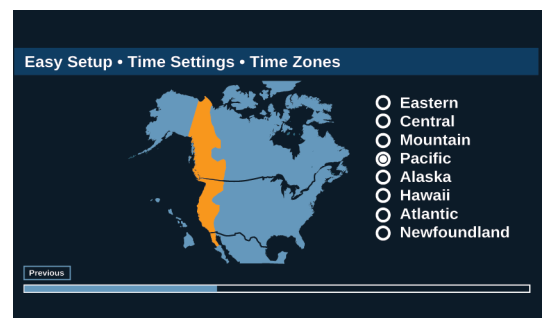 Easy Setup • Time Settings • Time Zones
Eastern
Central
Mountain
Pacific
Alaska
Hawaii
Atlantic
Newfoundland
Previous